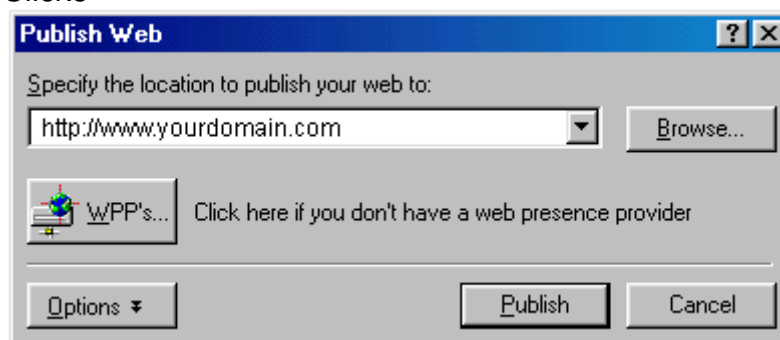 Publish Web
Specify the location to publish your web to:
http://www.yourdomain.com
Browse...
WPP's... Click here if you don't have a web presence provider
Options
Publish
Cancel